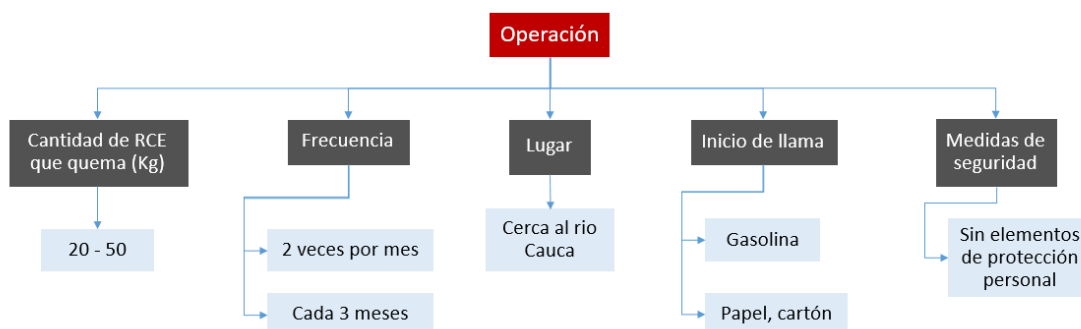 Operación
Cantidad de RCE
que quema (Kg)
20 - 50
Frecuencia
2 veces por mes
Cada 3 meses
Lugar
Cerca al rio
Cauca
Inicio de llama
Gasolina
Papel, cartón
Medidas de
seguridad
Sin elementos
de protección
personal